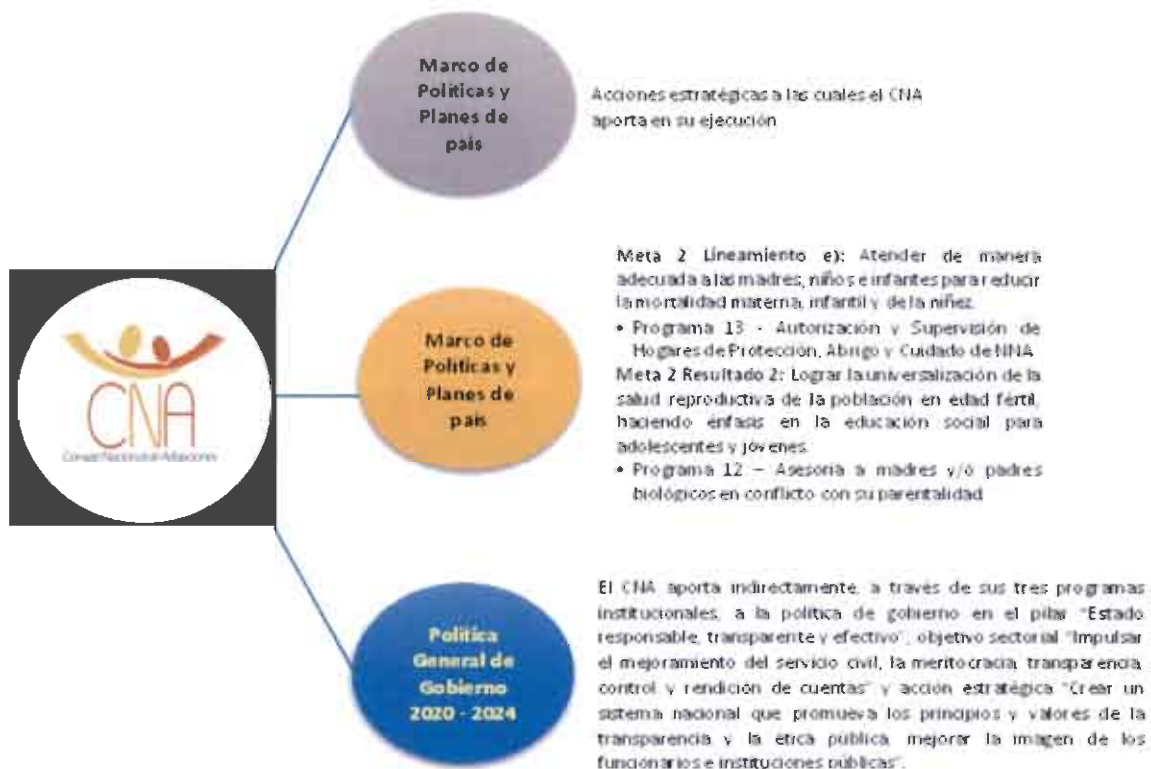 Marco de
Políticas y
Planes de
país
Acciones estratégicas a las cuales el CNA
aporta en su ejecución
CNA
Consejo Nacional de Adopciones
Marco de
Políticas y
Planes de
país
Meta 2 Lineamiento e): Atender de manera
adecuada a las madres, niños e infantes para reducir
la mortalidad materna, infantil y de la niñez.
• Programa 13 - Autorización y Supervisión de
Hogares de Protección, Abrigo y Cuidado de NNA
Meta 2 Resultado 2: Lograr la universalización de la
salud reproductiva de la población en edad fértil,
haciendo énfasis en la educación social para
adolescentes y jóvenes.
• Programa 12 – Asesoría a madres y/o padres
biológicos en conflicto con su parentalidad
Política
General de
Gobierno
2020 - 2024
El CNA aporta indirectamente, a través de sus tres programas
institucionales, a la política de gobierno en el pilar "Estado
responsable, transparente y efectivo", objetivo sectorial "Impulsar
el mejoramiento del servicio civil, la meritocracia, transparencia,
control y rendición de cuentas" y acción estratégica "Crear un
sistema nacional que promueva los principios y valores de la
transparencia y la ética pública, mejorar la imagen de los
funcionarios e instituciones públicas".